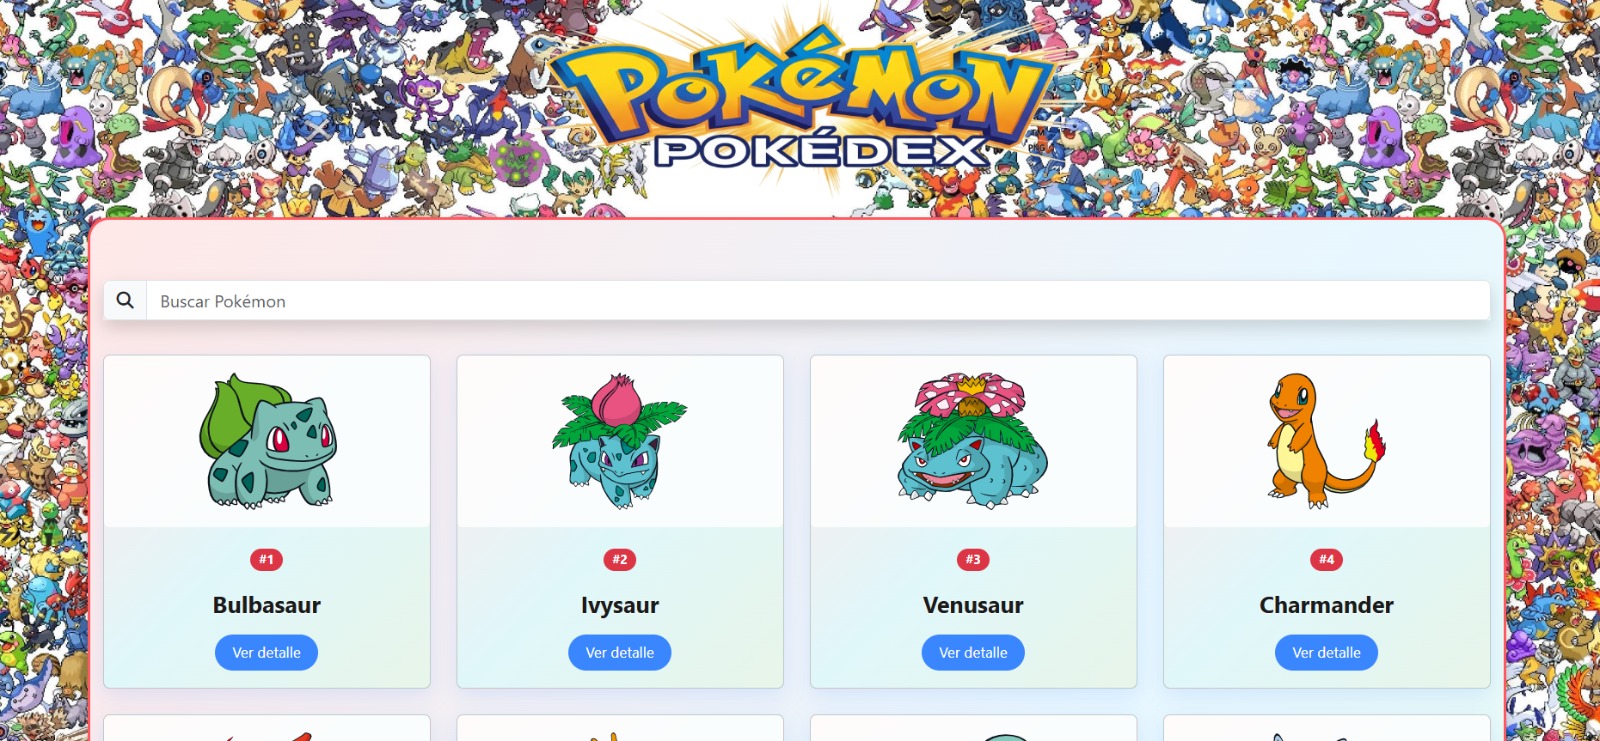 POKéMON
POKÉDEX
Buscar Pokémon
#1
Bulbasaur
Ver detalle
#2
Ivysaur
Ver detalle
#3
Venusaur
Ver detalle
#4
Charmander
Ver detalle